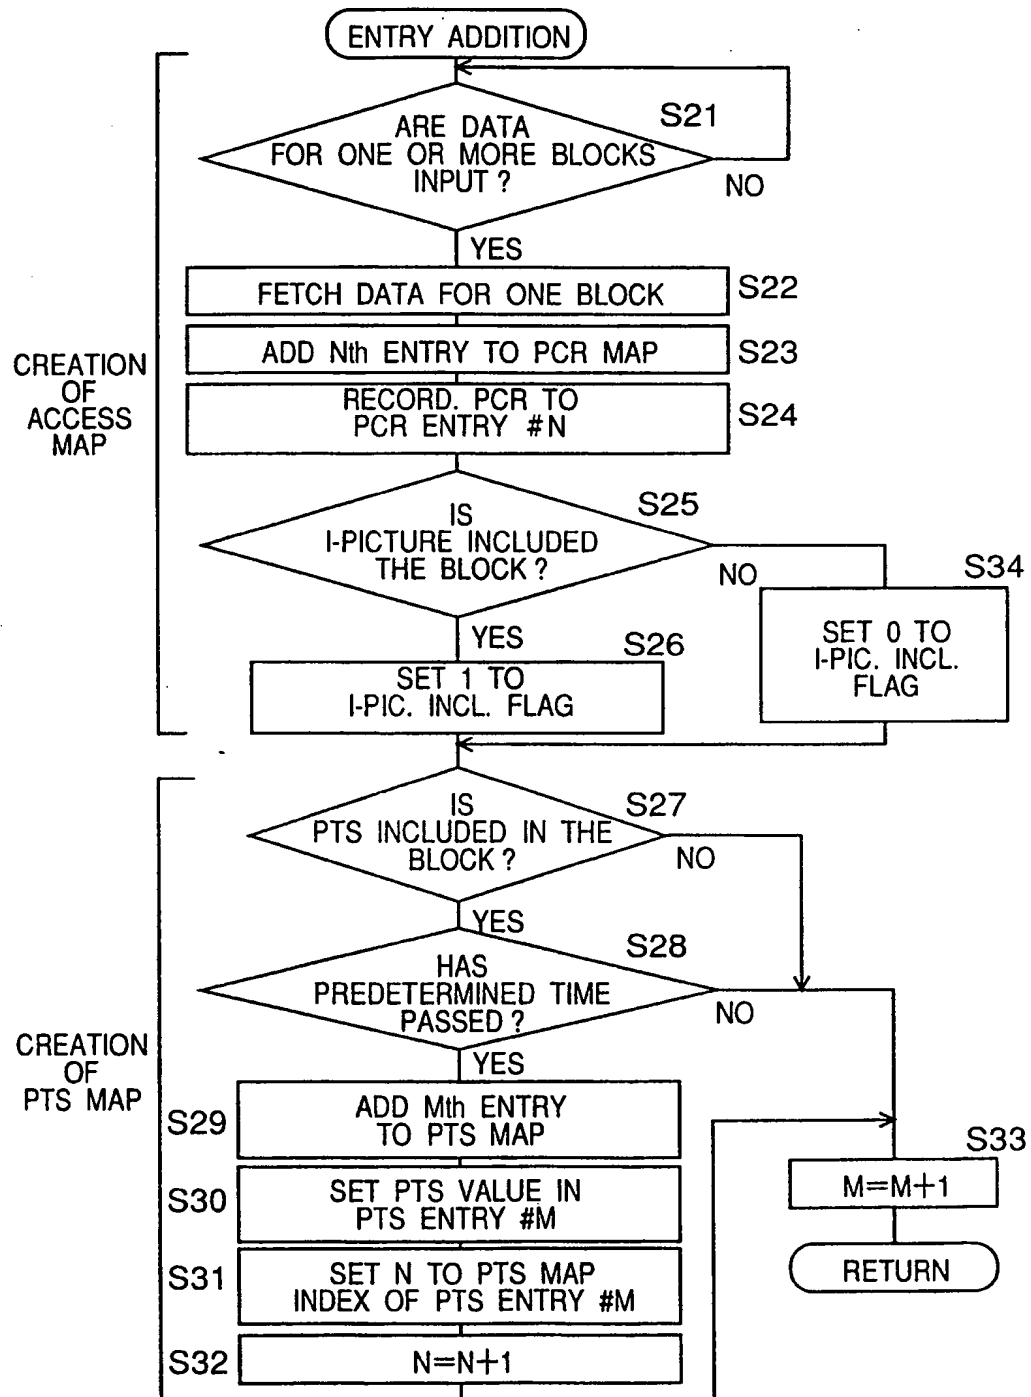 ENTRY ADDITION
S21
ARE DATA
FOR ONE OR MORE BLOCKS
INPUT ?
NO
YES
FETCH DATA FOR ONE BLOCK
S22
ADD Nth ENTRY TO PCR MAP
S23
CREATION
OF
ACCESS
MAP
RECORD. PCR TO
PCR ENTRY #N
S24
S25
IS
I-PICTURE INCLUDED
THE BLOCK ?
NO
S34
YES
S26
SET 1 TO
I-PIC. INCL. FLAG
SET 0 TO
I-PIC. INCL.
FLAG
S27
IS
PTS INCLUDED IN THE
BLOCK ?
NO
YES
S28
HAS
PREDETERMINED TIME
PASSED ?
NO
YES
CREATION
OF
PTS MAP
S29
ADD Mth ENTRY
TO PTS MAP
S33
M=M+1
S30
SET PTS VALUE IN
PTS ENTRY #M
RETURN
S31
SET N TO PTS MAP
INDEX OF PTS ENTRY #M
S32
N=N+1